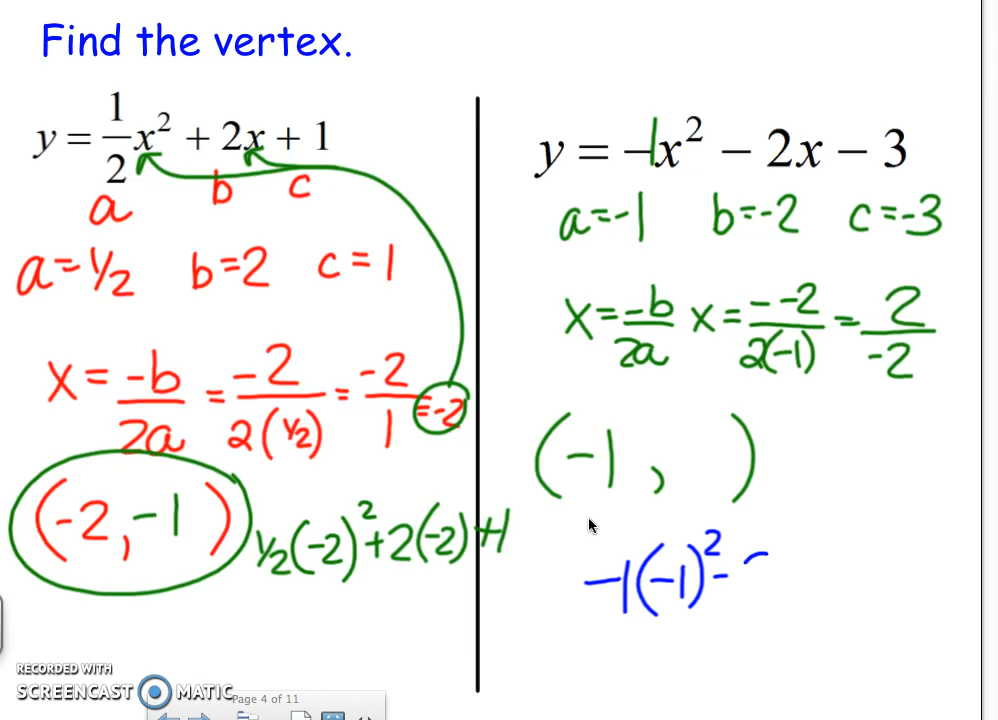 Find the vertex.
y = 1/2 x² + 2x + 1
a b c
a=1/2 b=2 c=1
x = -b/2a = -2/2(1/2) = -2/1 = -2
(-2, -1) 1/2(-2)²+2(-2)+1
y = -1x² - 2x - 3
a=-1 b=-2 c=-3
x = -b/2a x = - -2/2(-1) = 2/-2
(-1, )
-1(-1)² -
RECORDED WITH
SCREENCAST MATIC
Page 4 of 11